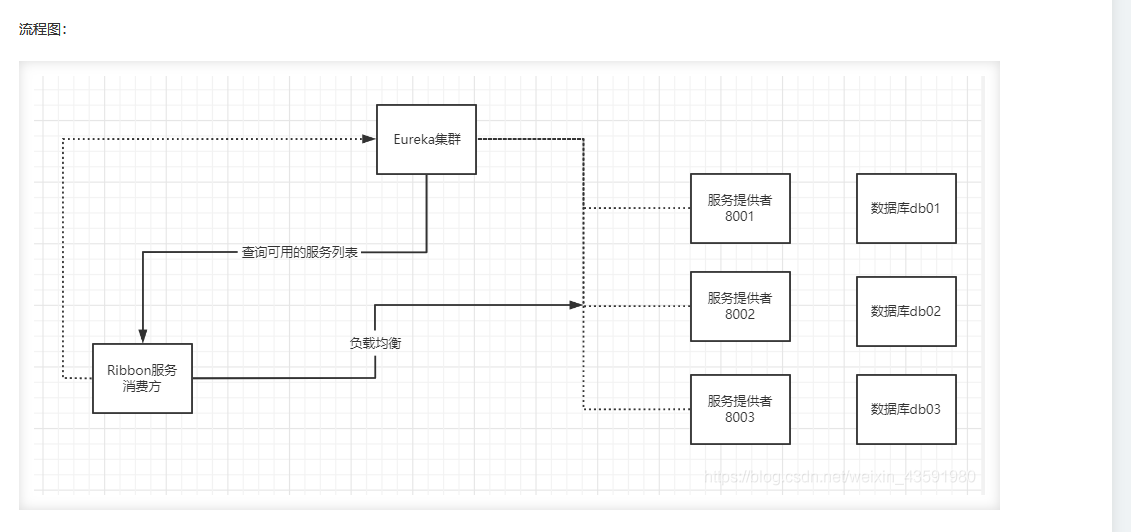 流程图：
Eureka集群
服务提供者
8001
数据库db01
查询可用的服务列表
服务提供者
8002
数据库db02
负载均衡
Ribbon服务
消费方
服务提供者
8003
数据库db03
https://blog.csdn.net/weixin_43591980